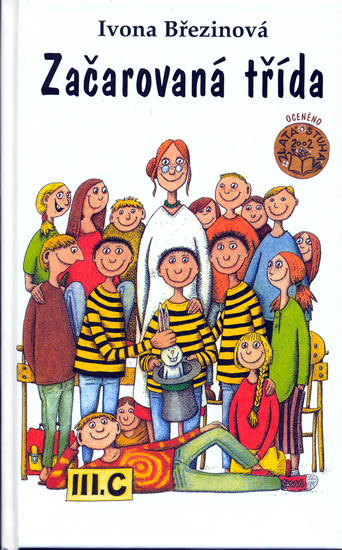 Ivona Březinová
Začarovaná třída
OCENĚNO
ZLATÁ STUHA
2002
III.C